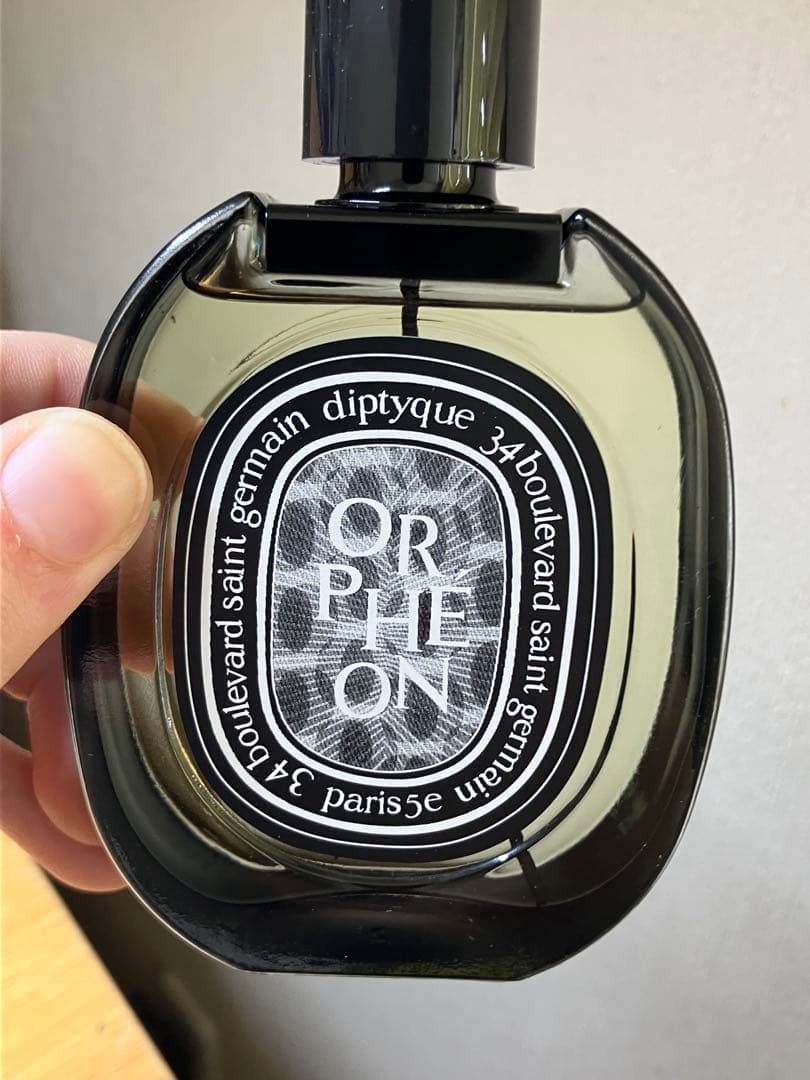 diptyque 34 boulevard saint germain paris 5e 34 boulevard saint germain
OR
PHÉ
ON